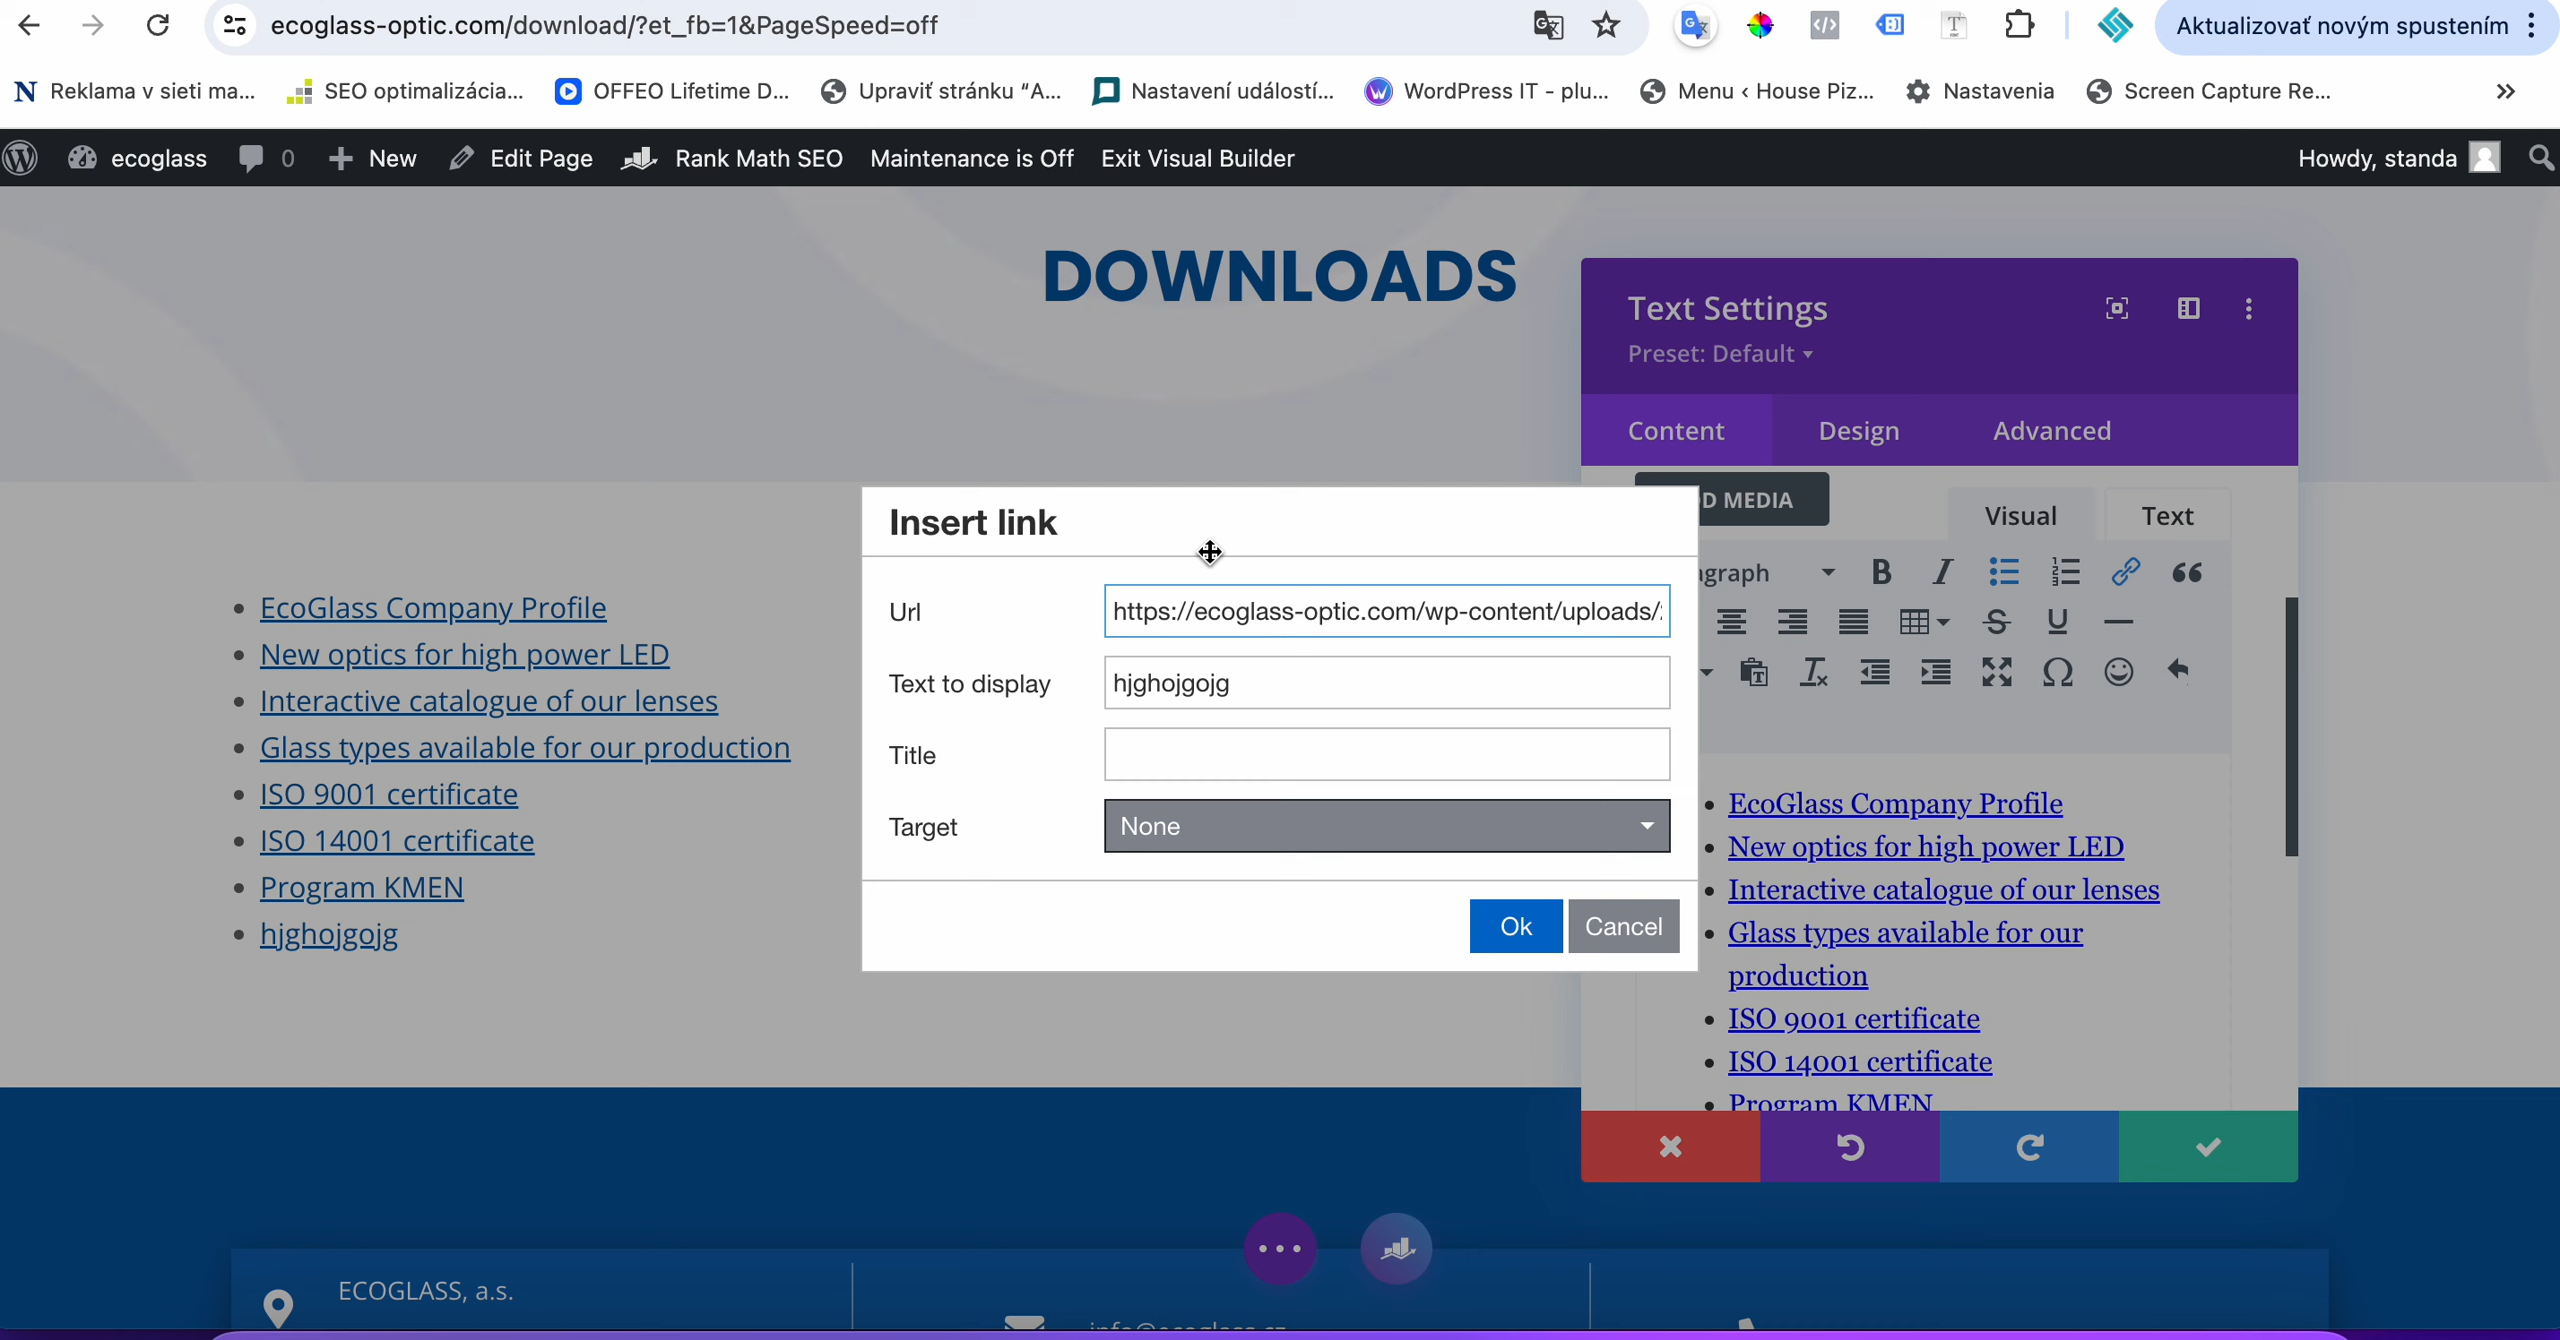 ecoglass-optic.com/download/?et_fb=1&PageSpeed=off
Aktualizovať novým spustením
Reklama v sieti ma...
SEO optimalizácia...
OFFEO Lifetime D...
Upraviť stránku “A...
Nastavení událostí...
WordPress IT - plu...
Menu ‹ House Piz...
Nastavenia
Screen Capture Re...
ecoglass
0
New
Edit Page
Rank Math SEO
Maintenance is Off
Exit Visual Builder
Howdy, standa
DOWNLOADS
Text Settings
Preset: Default
Content
Design
Advanced
MEDIA
Visual
Text
Insert link
Url
https://ecoglass-optic.com/wp-content/uploads/
Text to display
hjghojgojg
Title
Target
None
Ok
Cancel
EcoGlass Company Profile
New optics for high power LED
Interactive catalogue of our lenses
Glass types available for our production
ISO 9001 certificate
ISO 14001 certificate
Program KMEN
hjghojgojg
EcoGlass Company Profile
New optics for high power LED
Interactive catalogue of our lenses
Glass types available for our
production
ISO 9001 certificate
ISO 14001 certificate
Program KMEN
ECOGLASS, a.s.